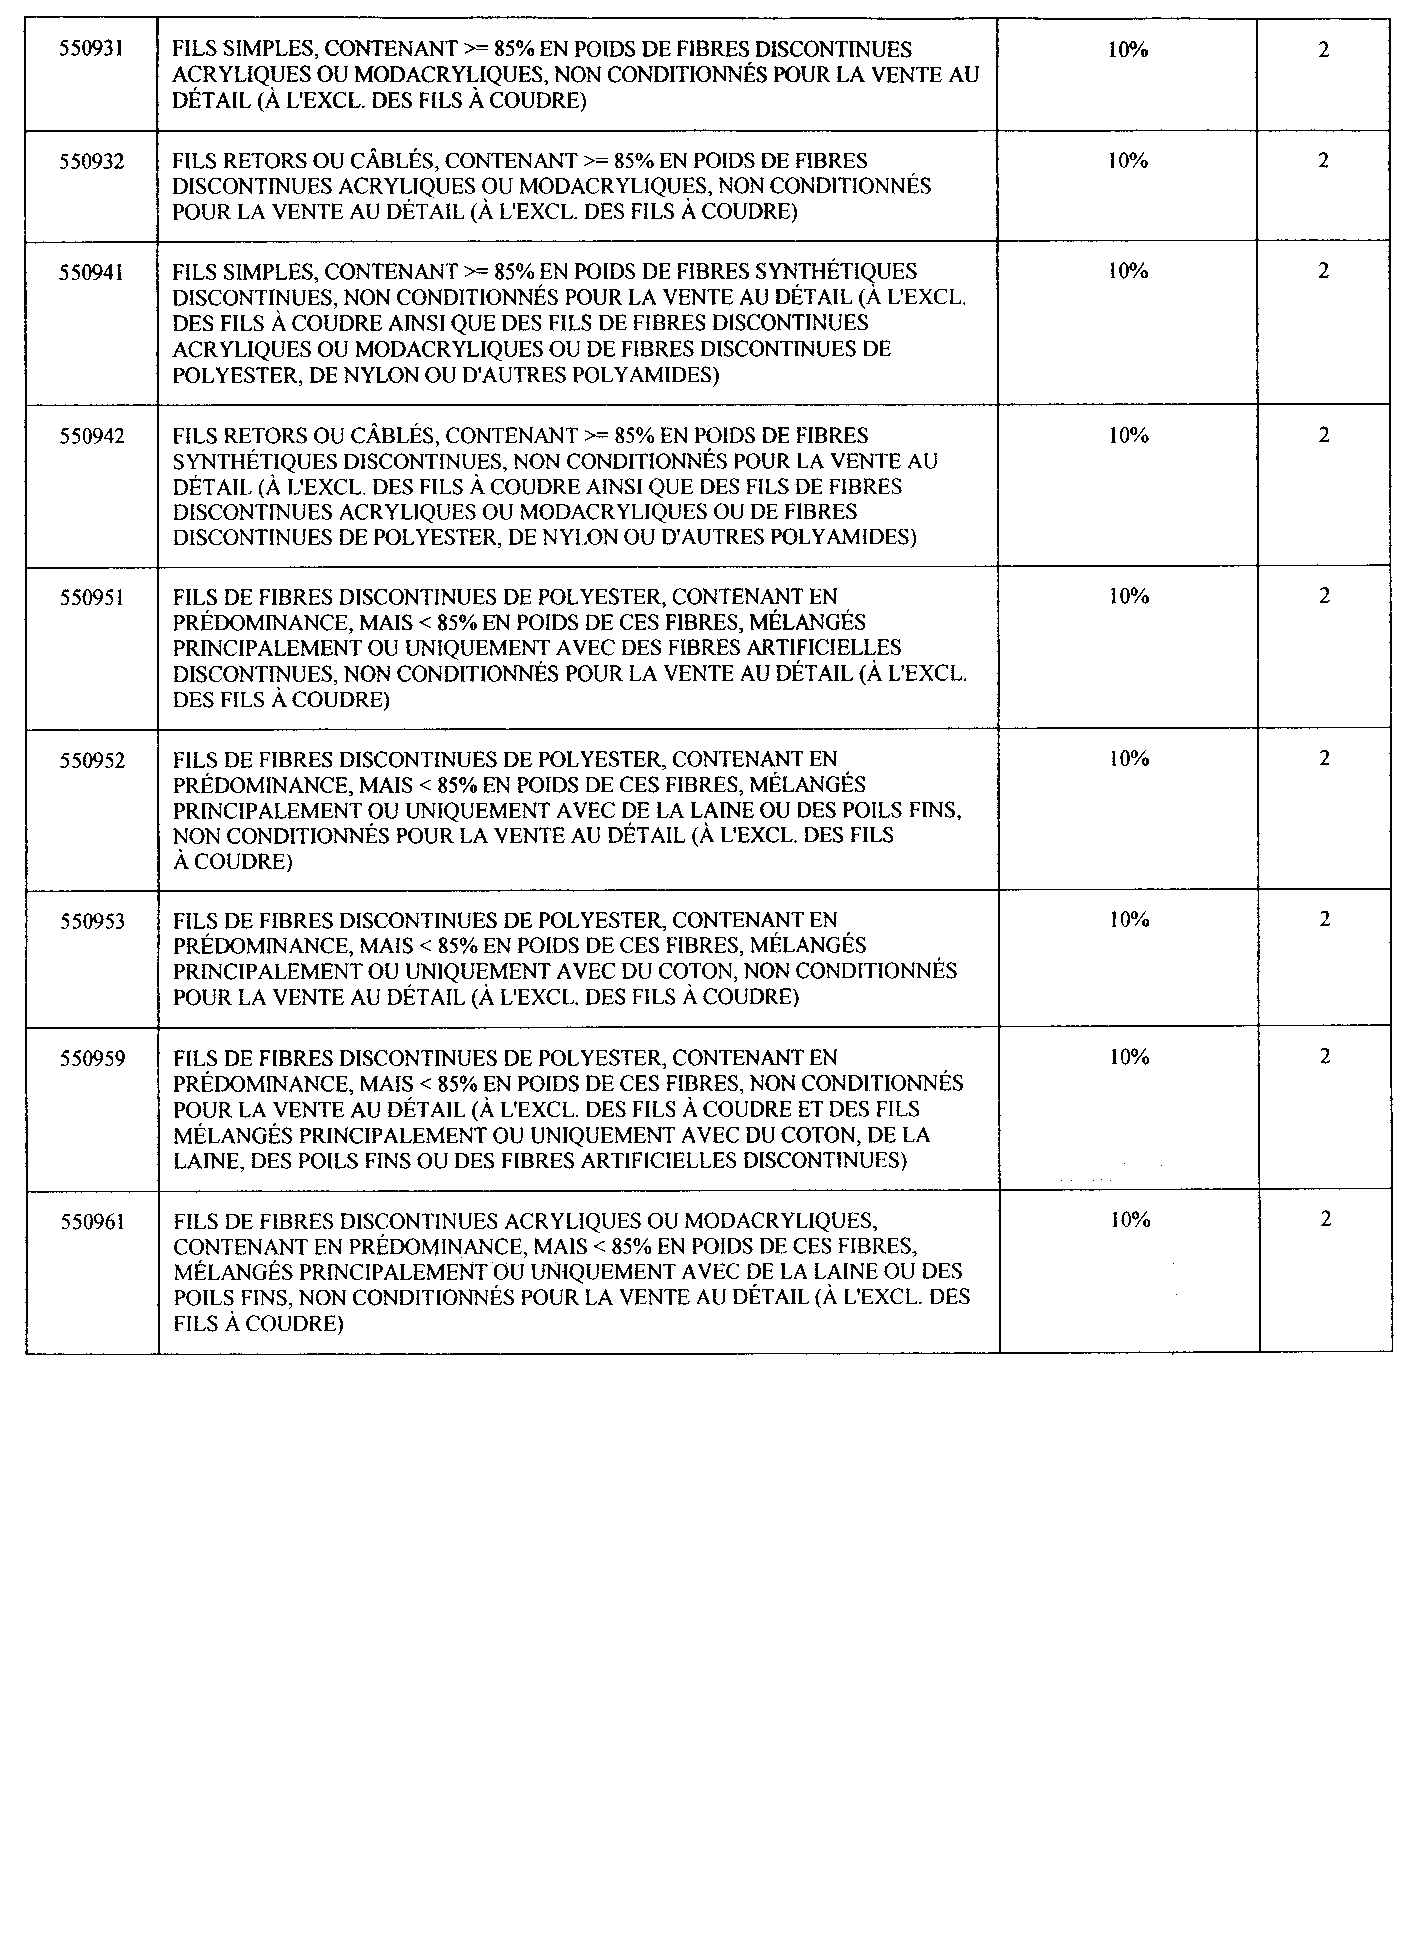 550931 FILS SIMPLES, CONTENANT >= 85% EN POIDS DE FIBRES DISCONTINUES 10% 2
ACRYLIQUES OU MODACRYLIQUES, NON CONDITIONNÉS POUR LA VENTE AU
DÉTAIL (À L'EXCL. DES FILS À COUDRE)
550932 FILS RETORS OU CÂBLÉS, CONTENANT >= 85% EN POIDS DE FIBRES 10% 2
DISCONTINUES ACRYLIQUES OU MODACRYLIQUES, NON CONDITIONNÉS
POUR LA VENTE AU DÉTAIL (À L'EXCL. DES FILS À COUDRE)
550941 FILS SIMPLES, CONTENANT >= 85% EN POIDS DE FIBRES SYNTHÉTIQUES 10% 2
DISCONTINUES, NON CONDITIONNÉS POUR LA VENTE AU DÉTAIL (À L'EXCL.
DES FILS À COUDRE AINSI QUE DES FILS DE FIBRES DISCONTINUES
ACRYLIQUES OU MODACRYLIQUES OU DE FIBRES DISCONTINUES DE
POLYESTER, DE NYLON OU D'AUTRES POLYAMIDES)
550942 FILS RETORS OU CÂBLÉS, CONTENANT >= 85% EN POIDS DE FIBRES 10% 2
SYNTHÉTIQUES DISCONTINUES, NON CONDITIONNÉS POUR LA VENTE AU
DÉTAIL (À L'EXCL. DES FILS À COUDRE AINSI QUE DES FILS DE FIBRES
DISCONTINUES ACRYLIQUES OU MODACRYLIQUES OU DE FIBRES
DISCONTINUES DE POLYESTER, DE NYLON OU D'AUTRES POLYAMIDES)
550951 FILS DE FIBRES DISCONTINUES DE POLYESTER, CONTENANT EN 10% 2
PRÉDOMINANCE, MAIS < 85% EN POIDS DE CES FIBRES, MÉLANGÉS
PRINCIPALEMENT OU UNIQUEMENT AVEC DES FIBRES ARTIFICIELLES
DISCONTINUES, NON CONDITIONNÉS POUR LA VENTE AU DÉTAIL (À L'EXCL.
DES FILS À COUDRE)
550952 FILS DE FIBRES DISCONTINUES DE POLYESTER, CONTENANT EN 10% 2
PRÉDOMINANCE, MAIS < 85% EN POIDS DE CES FIBRES, MÉLANGÉS
PRINCIPALEMENT OU UNIQUEMENT AVEC DE LA LAINE OU DES POILS FINS,
NON CONDITIONNÉS POUR LA VENTE AU DÉTAIL (À L'EXCL. DES FILS
À COUDRE)
550953 FILS DE FIBRES DISCONTINUES DE POLYESTER, CONTENANT EN 10% 2
PRÉDOMINANCE, MAIS < 85% EN POIDS DE CES FIBRES, MÉLANGÉS
PRINCIPALEMENT OU UNIQUEMENT AVEC DU COTON, NON CONDITIONNÉS
POUR LA VENTE AU DÉTAIL (À L'EXCL. DES FILS À COUDRE)
550959 FILS DE FIBRES DISCONTINUES DE POLYESTER, CONTENANT EN 10% 2
PRÉDOMINANCE, MAIS < 85% EN POIDS DE CES FIBRES, NON CONDITIONNÉS
POUR LA VENTE AU DÉTAIL (À L'EXCL. DES FILS À COUDRE ET DES FILS
MÉLANGÉS PRINCIPALEMENT OU UNIQUEMENT AVEC DU COTON, DE LA
LAINE, DES POILS FINS OU DES FIBRES ARTIFICIELLES DISCONTINUES)
550961 FILS DE FIBRES DISCONTINUES ACRYLIQUES OU MODACRYLIQUES, 10% 2
CONTENANT EN PRÉDOMINANCE, MAIS < 85% EN POIDS DE CES FIBRES,
MÉLANGÉS PRINCIPALEMENT OU UNIQUEMENT AVEC DE LA LAINE OU DES
POILS FINS, NON CONDITIONNÉS POUR LA VENTE AU DÉTAIL (À L'EXCL. DES
FILS À COUDRE)